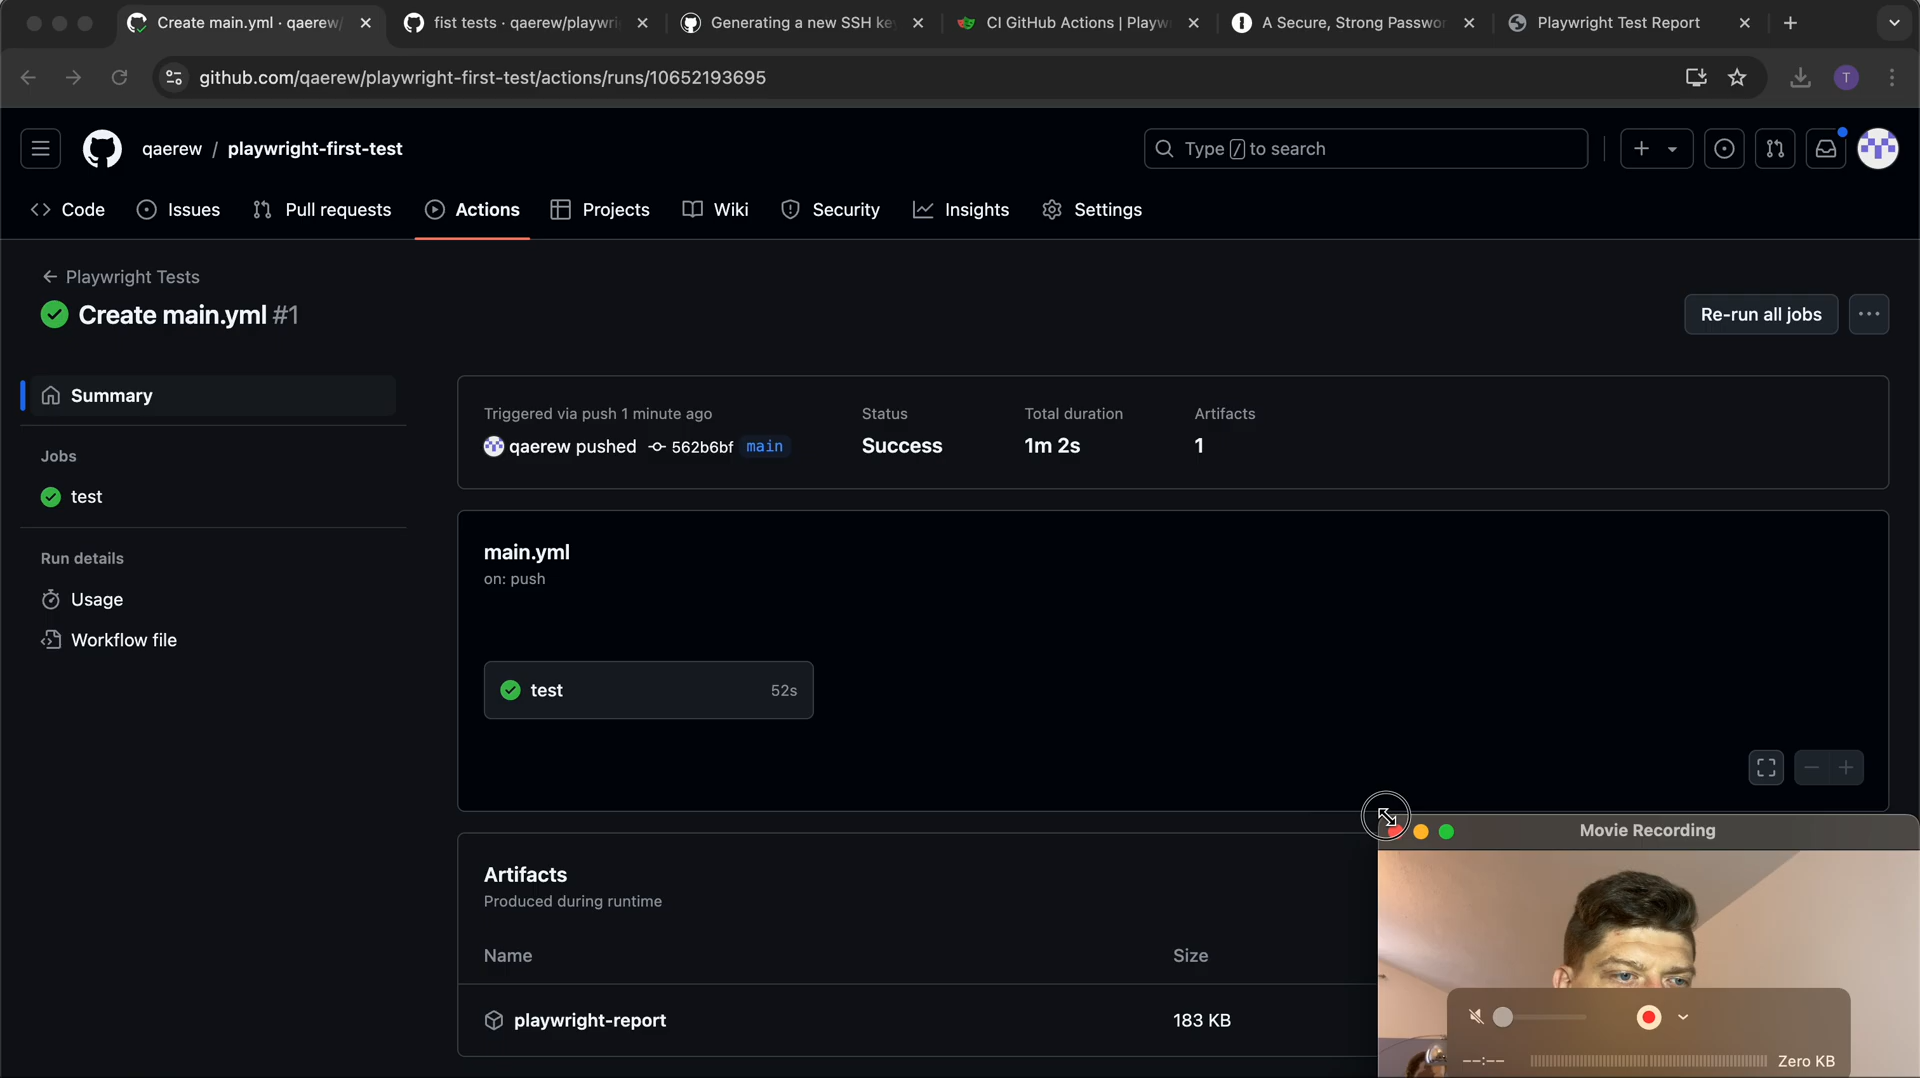 Create main.yml · qaerew/
fist tests · qaerew/playwri
Generating a new SSH ke
CI GitHub Actions | Playw
A Secure, Strong Passwor
Playwright Test Report
github.com/qaerew/playwright-first-test/actions/runs/10652193695
T
qaerew / playwright-first-test
Type / to search
Code
Issues
Pull requests
Actions
Projects
Wiki
Security
Insights
Settings
Playwright Tests
Create main.yml #1
Re-run all jobs
Summary
Jobs
test
Run details
Usage
Workflow file
Triggered via push 1 minute ago
qaerew pushed 562b6bf main
Status
Success
Total duration
1m 2s
Artifacts
1
main.yml
on: push
test 52s
Artifacts
Produced during runtime
Name Size
playwright-report 183 KB
Movie Recording
--:--
Zero KB